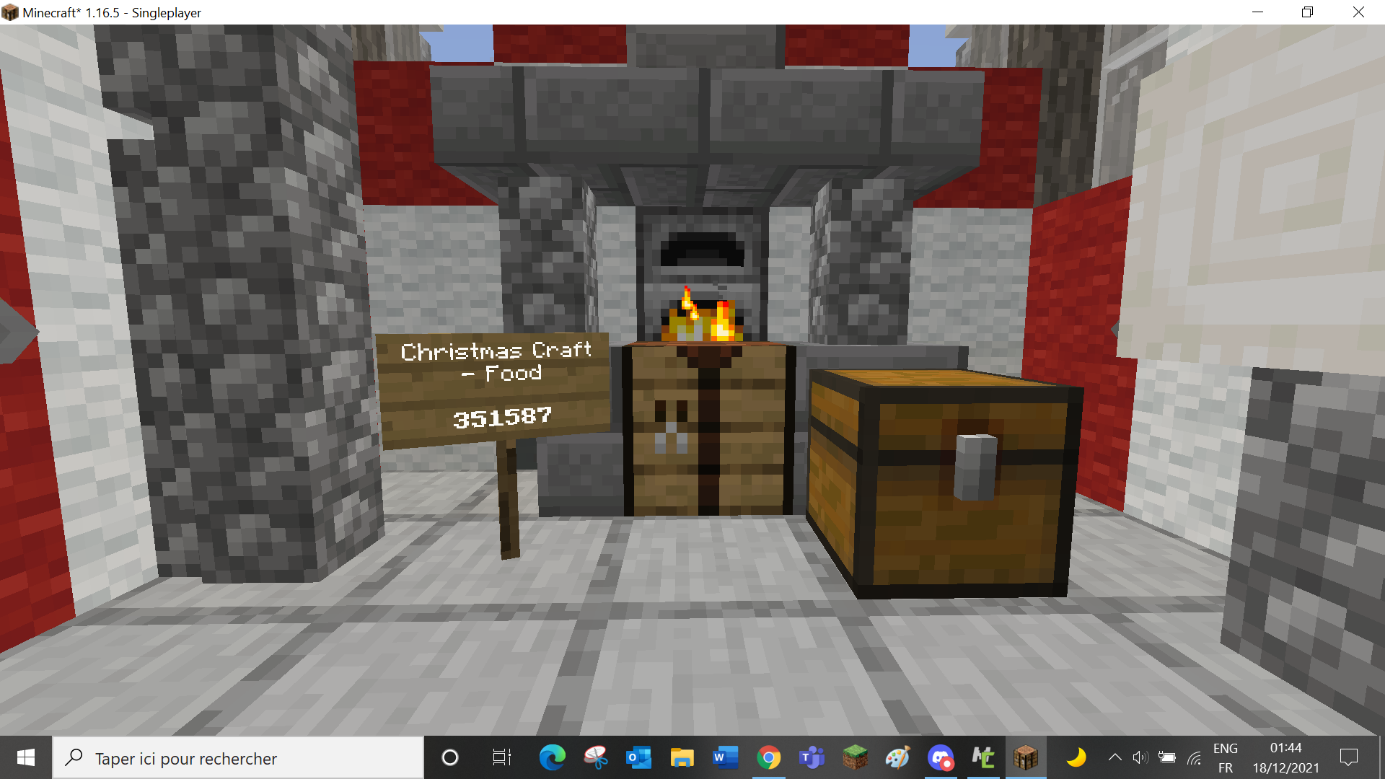 Minecraft* 1.16.5 - Singleplayer
Christmas Craft
- Food
351587
Taper ici pour rechercher
ENG
FR
01:44
18/12/2021